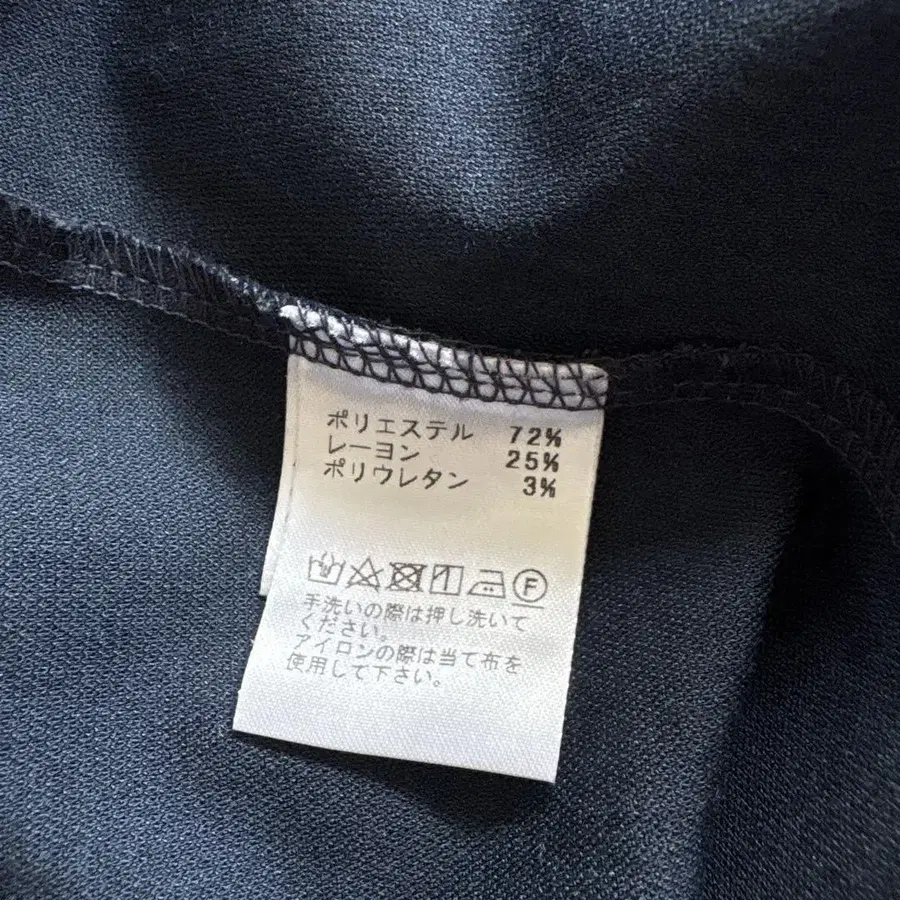 ポリエステル 72%
レーヨン 25%
ポリウレタン 3%
F
手洗いの際は押し洗いて
ください。
アイロンの際は当て布を
使用して下さい。